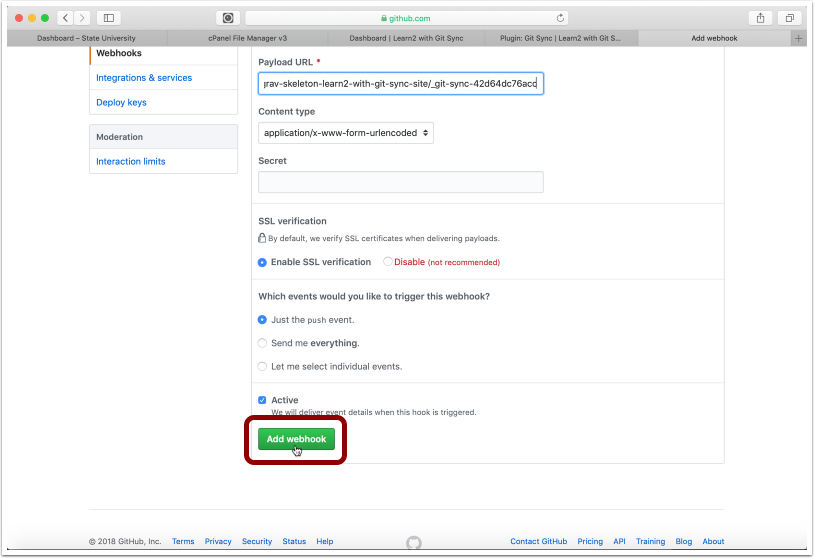 github.com
Dashboard – State University
cPanel File Manager v3
Dashboard | Learn2 with Git Sync
Plugin: Git Sync | Learn2 with Git S...
Add webhook
Webhooks
Integrations & services
Deploy keys
Moderation
Interaction limits
Payload URL *
grav-skeleton-learn2-with-git-sync-site/_git-sync-42d64dc76acc
Content type
application/x-www-form-urlencoded
Secret
SSL verification
By default, we verify SSL certificates when delivering payloads.
Enable SSL verification
Disable (not recommended)
Which events would you like to trigger this webhook?
Just the push event.
Send me everything.
Let me select individual events.
Active
We will deliver event details when this hook is triggered.
Add webhook
© 2018 GitHub, Inc. Terms Privacy Security Status Help
Contact GitHub Pricing API Training Blog About